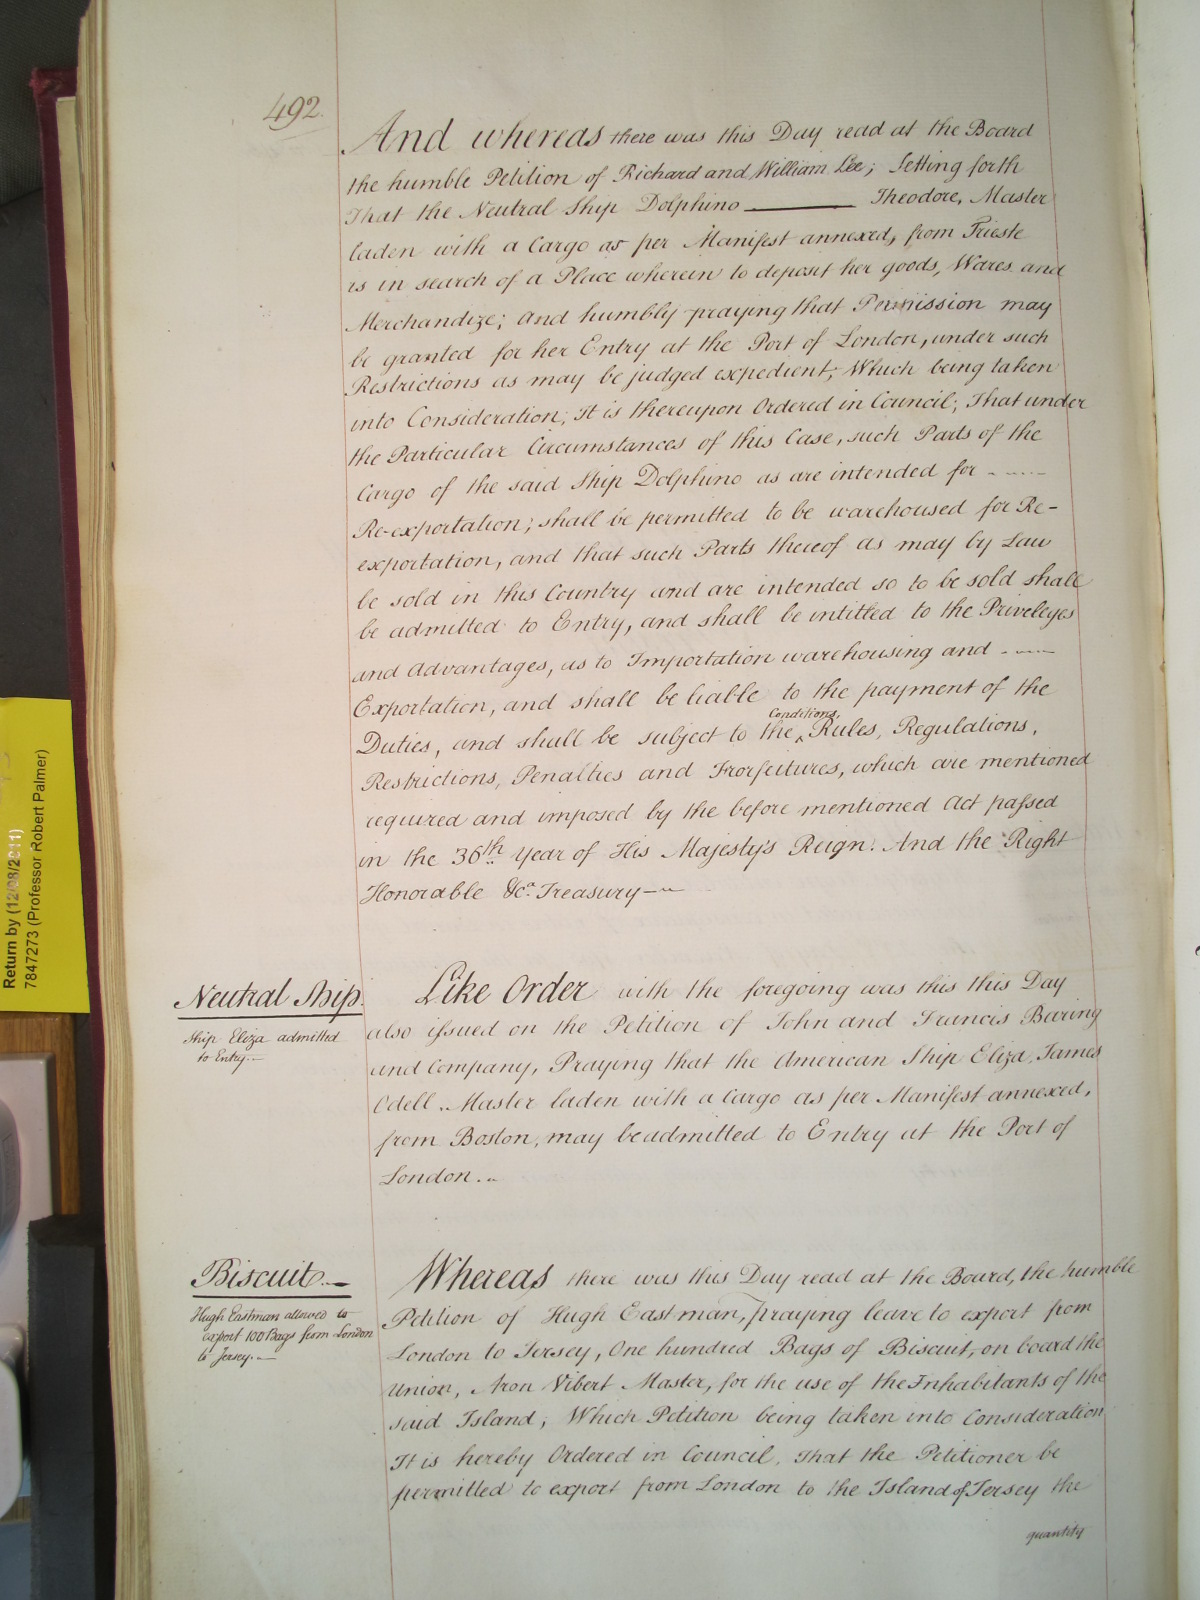 492.
And whereas there was this Day read at the Board
the humble Petition of Richard and William Lee; Setting forth
That the Neutral Ship Dolphino ——— Theodore, Master
laden with a Cargo as per Manifest annexed, from Trieste
is in search of a Place wherein to deposit her goods, Wares and
Merchandize; And humbly praying that Permission may
be granted for her Entry at the Port of London, under such
Restrictions as may be judged expedient; Which being taken
into Consideration; It is thereupon Ordered in Council; That under
the Particular Circumstances of this Case, such Parts of the
Cargo of the said Ship Dolphino as are intended for - - - -
Re-exportation; shall be permitted to be warehoused for Re-
exportation, and that such Parts thereof as may by Law
be sold in this Country and are intended so to be sold shall
be admitted to Entry, and shall be intitled to the Priveleges
and Advantages, as to Importation warehousing and - - -
Exportation, and shall be liable to the payment of the
Conditions,
Duties, and shall be subject to the ^ Rules, Regulations,
Restrictions, Penalties and Frorfeitures, which are mentioned
required and imposed by the before mentioned Act passed
in the 36th Year of His Majesty's Reign. And the Right
Honorable &ca. Treasury—
Neutral Ship.
Ship Eliza admitted
to Entry.—
Like Order with the foregoing was this this Day
also issued on the Petition of John and Francis Baring
and Company, Praying that the American Ship Eliza, James
Odell .. Master laden with a Cargo as per Manifest annexed,
from Boston, may be admitted to Entry at the Port of
London...
Biscuit.—
Hugh Eastman allowed to
export 100 Bags from London
to Jersey.—
Whereas there was this Day read at the Board, the humble
Petition of Hugh Eastman, praying leave to export from
London to Jersey, One hundred Bags of Biscuit, on board the
Union, Aron Vibert Master, for the use of the Inhabitants of the
said Island; Which Petition being taken into Consideration
It is hereby Ordered in Council, That the Petitioner be
permitted to export from London to the Island of Jersey the
quantity
Return by (12/08/2011)
7847273 (Professor Robert Palmer)